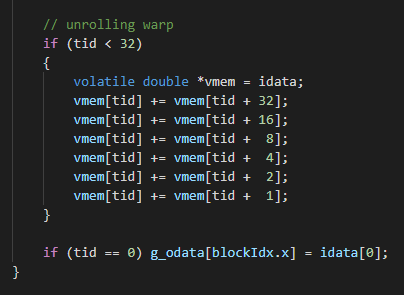 // unrolling warp
if (tid < 32)
{
volatile double *vmem = idata;
vmem[tid] += vmem[tid + 32];
vmem[tid] += vmem[tid + 16];
vmem[tid] += vmem[tid +  8];
vmem[tid] += vmem[tid +  4];
vmem[tid] += vmem[tid +  2];
vmem[tid] += vmem[tid +  1];
}
if (tid == 0) g_odata[blockIdx.x] = idata[0];
}